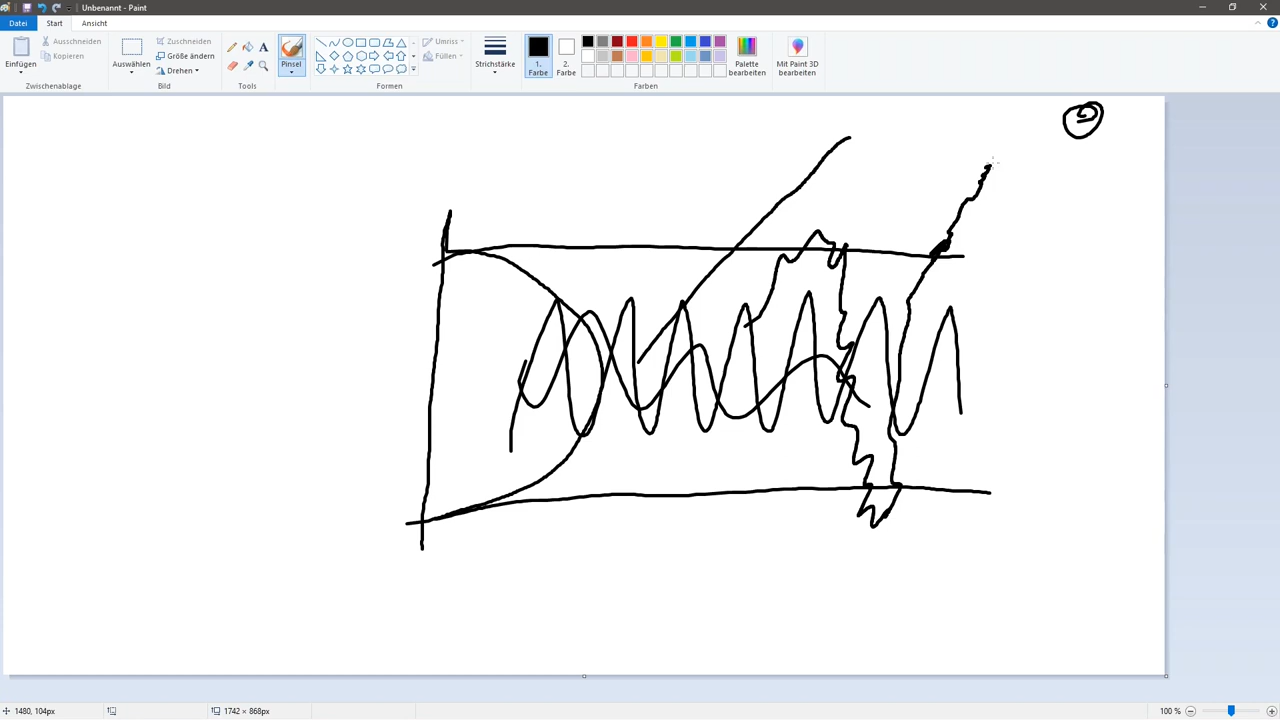 Unbenannt - Paint
Datei Start Ansicht
Einfügen
Ausschneiden
Kopieren
Zwischenablage
Auswählen
Zuschneiden
Größe ändern
Drehen
Bild
A
Tools
Pinsel
Umriss
Füllen
Formen
Strichstärke
1.
Farbe
2.
Farbe
Palette
bearbeiten
Mit Paint 3D
bearbeiten
Farben
1480, 104px 1742 × 868px 100 %